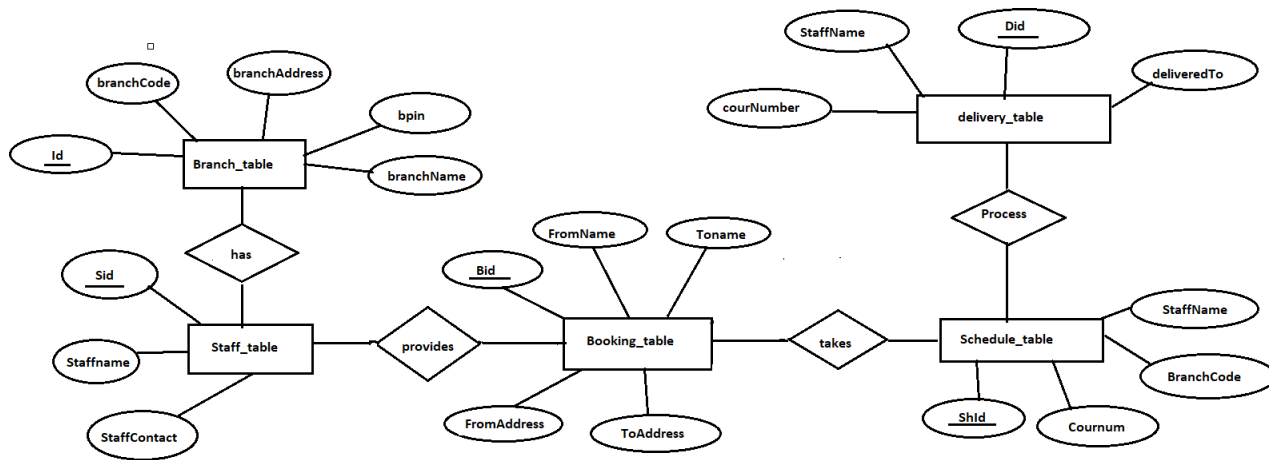 StaffName
Did
deliveredTo
courNumber
delivery_table
branchCode
branchAddress
bpin
Id
Branch_table
branchName
Process
has
FromName
Toname
Sid
Bid
StaffName
Staffname
Staff_table
provides
Booking_table
takes
Schedule_table
BranchCode
StaffContact
FromAddress
ToAddress
ShId
Cournum